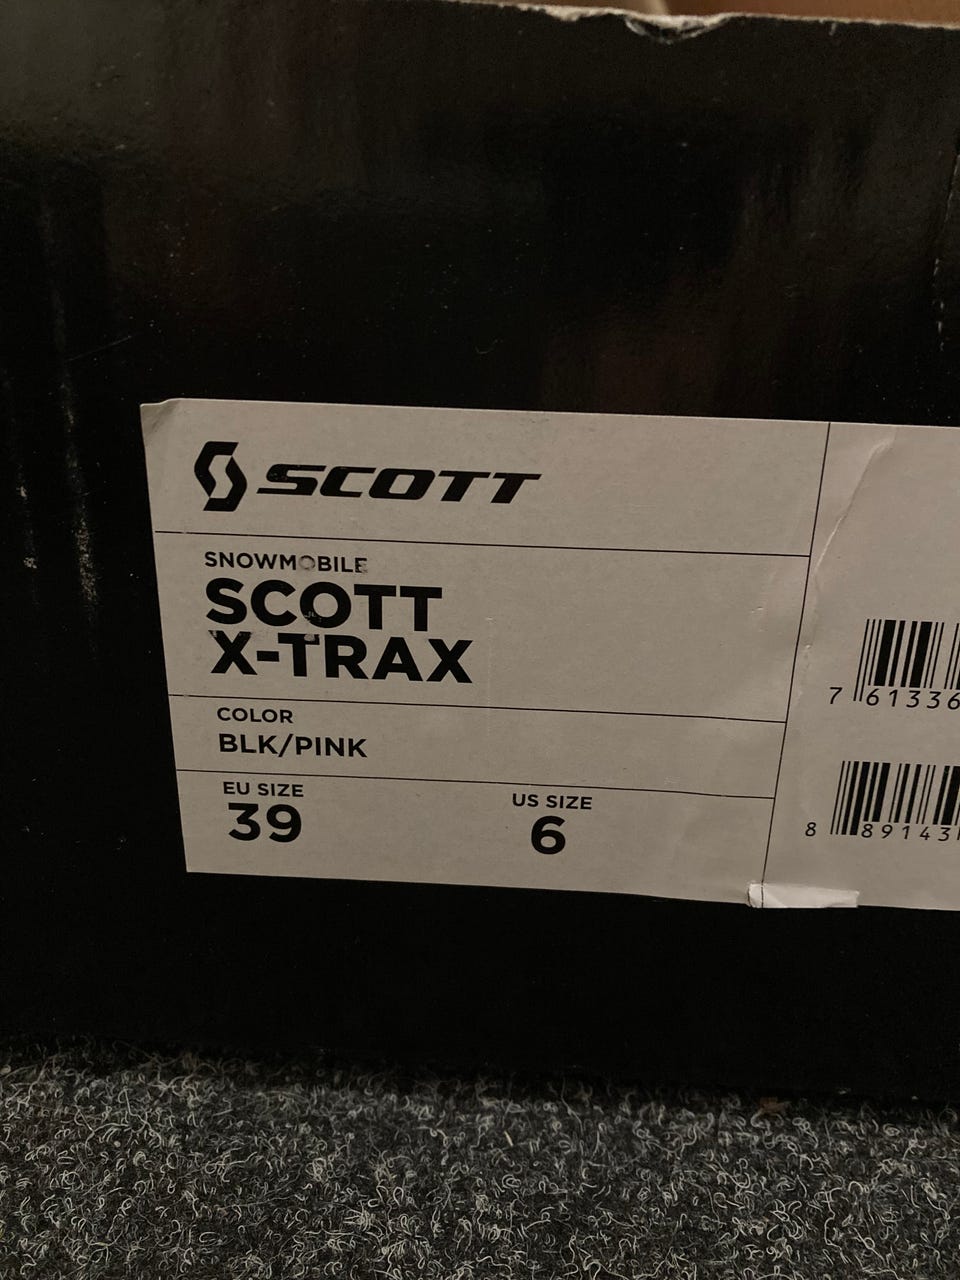 SCOTT
SNOWMOBILE
SCOTT
X-TRAX
COLOR
BLK/PINK
EU SIZE
39
US SIZE
6
7 61336
8 89143